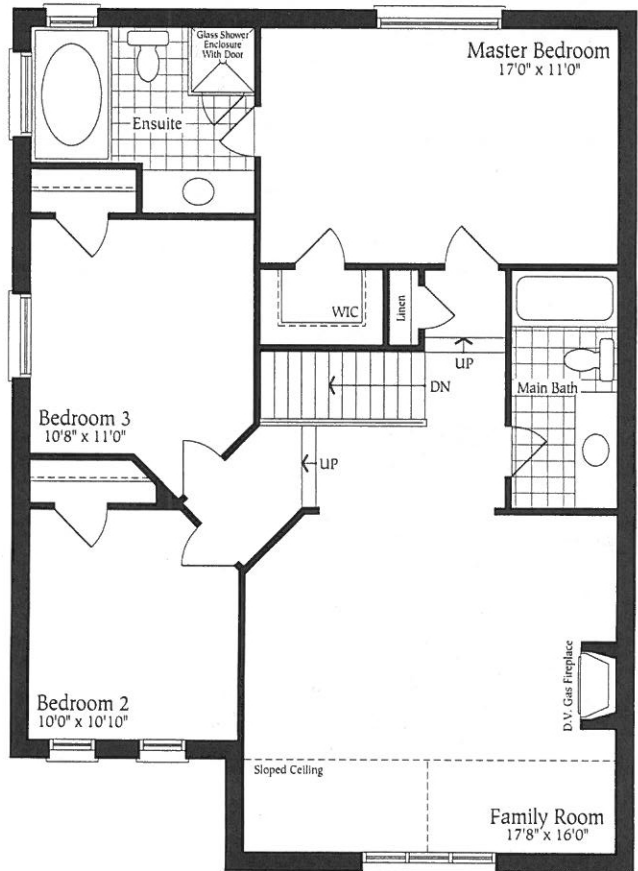 Glass Shower
Enclosure
With Door
Master Bedroom
17'0" x 11'0"
Ensuite
WIC
Linen
UP
DN
Main Bath
Bedroom 3
10'8" x 11'0"
UP
D.V. Gas Fireplace
Bedroom 2
10'0" x 10'10"
Sloped Ceiling
Family Room
17'8" x 16'0"